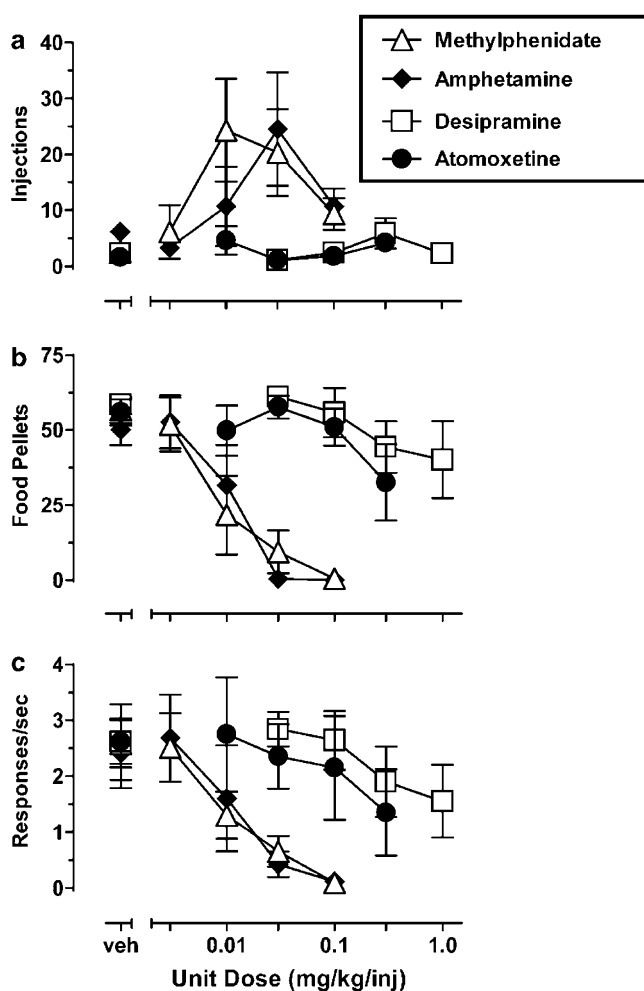 a
40
30
20
10
0
Injections
Methylphenidate
Amphetamine
Desipramine
Atomoxetine
b
75
50
25
0
Food Pellets
c
4
3
2
1
0
Responses/sec
veh 0.01 0.1 1.0
Unit Dose (mg/kg/inj)